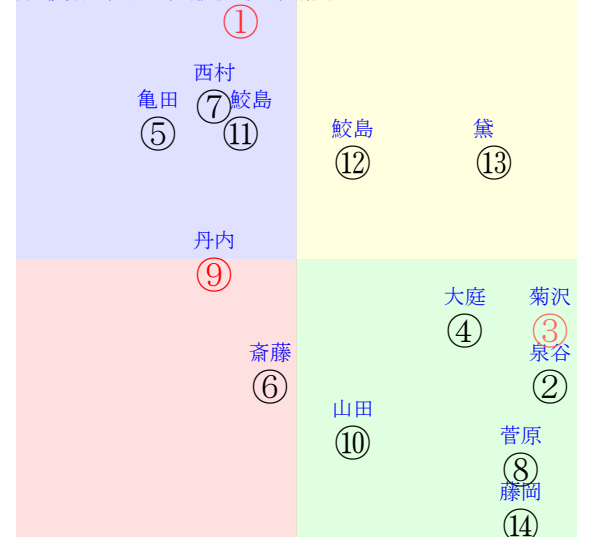 ①
西村
⑦
亀田
⑤
鮫島
⑪
鮫島
⑫
黛
⑬
丹内
⑨
大庭
④
菊沢
③
泉谷
②
斎藤
⑥
山田
⑩
菅原
⑧
藤岡
⑭